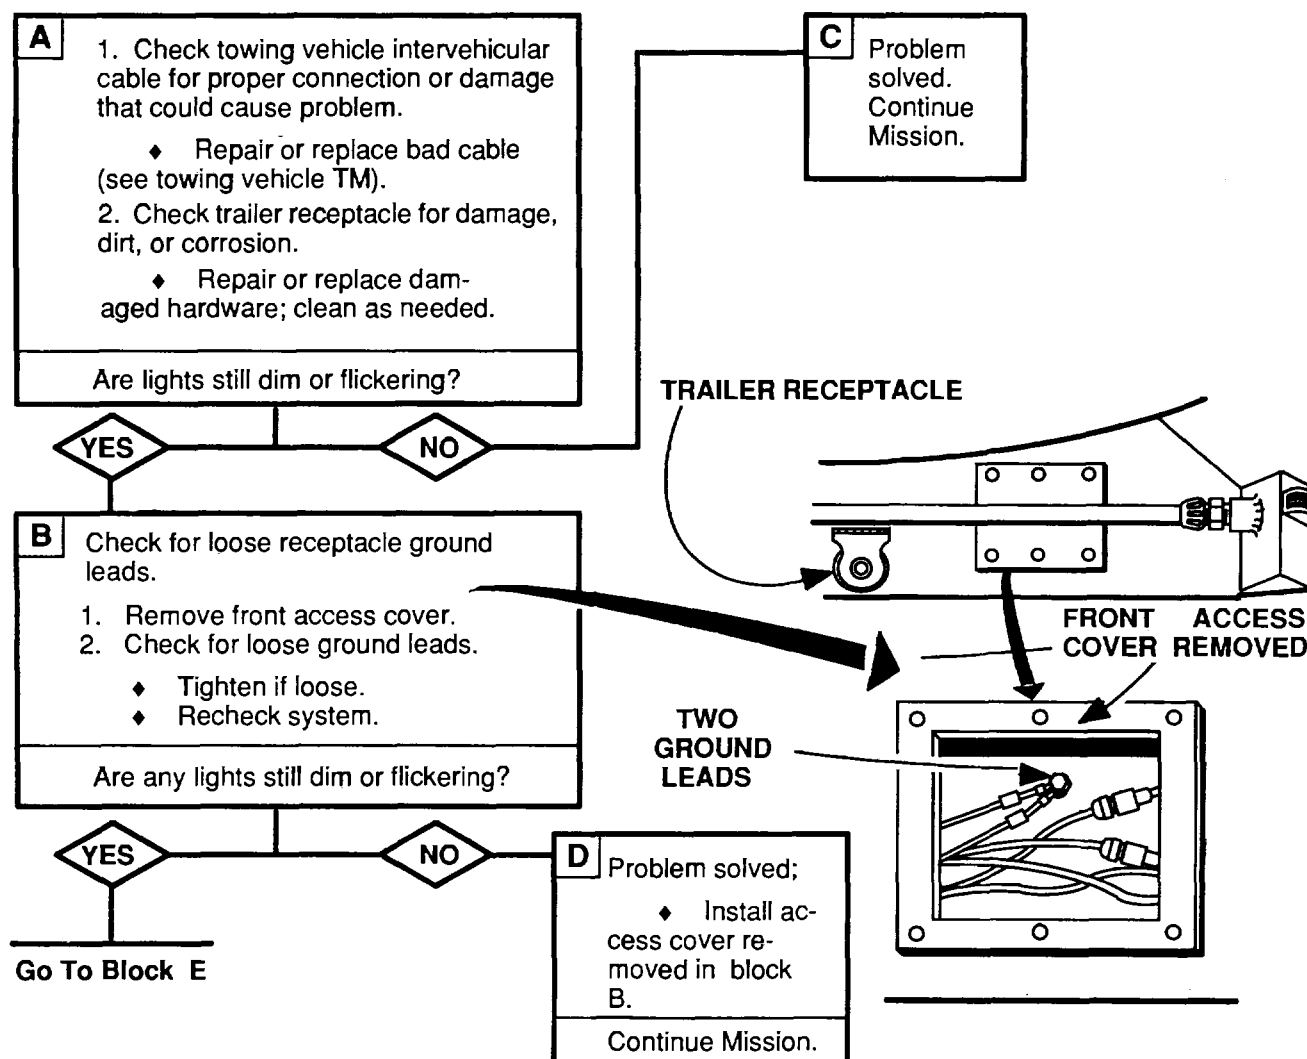 A
1. Check towing vehicle intervehicular
cable for proper connection or damage
that could cause problem.
♦ Repair or replace bad cable
(see towing vehicle TM).
2. Check trailer receptacle for damage,
dirt, or corrosion.
♦ Repair or replace dam-
aged hardware; clean as needed.
Are lights still dim or flickering?
YES
NO
C
Problem
solved.
Continue
Mission.
B
Check for loose receptacle ground
leads.
1. Remove front access cover.
2. Check for loose ground leads.
♦ Tighten if loose.
♦ Recheck system.
Are any lights still dim or flickering?
YES
NO
Go To Block E
D
Problem solved;
♦ Install ac-
cess cover re-
moved in block
B.
Continue Mission.
TRAILER RECEPTACLE
FRONT ACCESS
COVER REMOVED
TWO
GROUND
LEADS